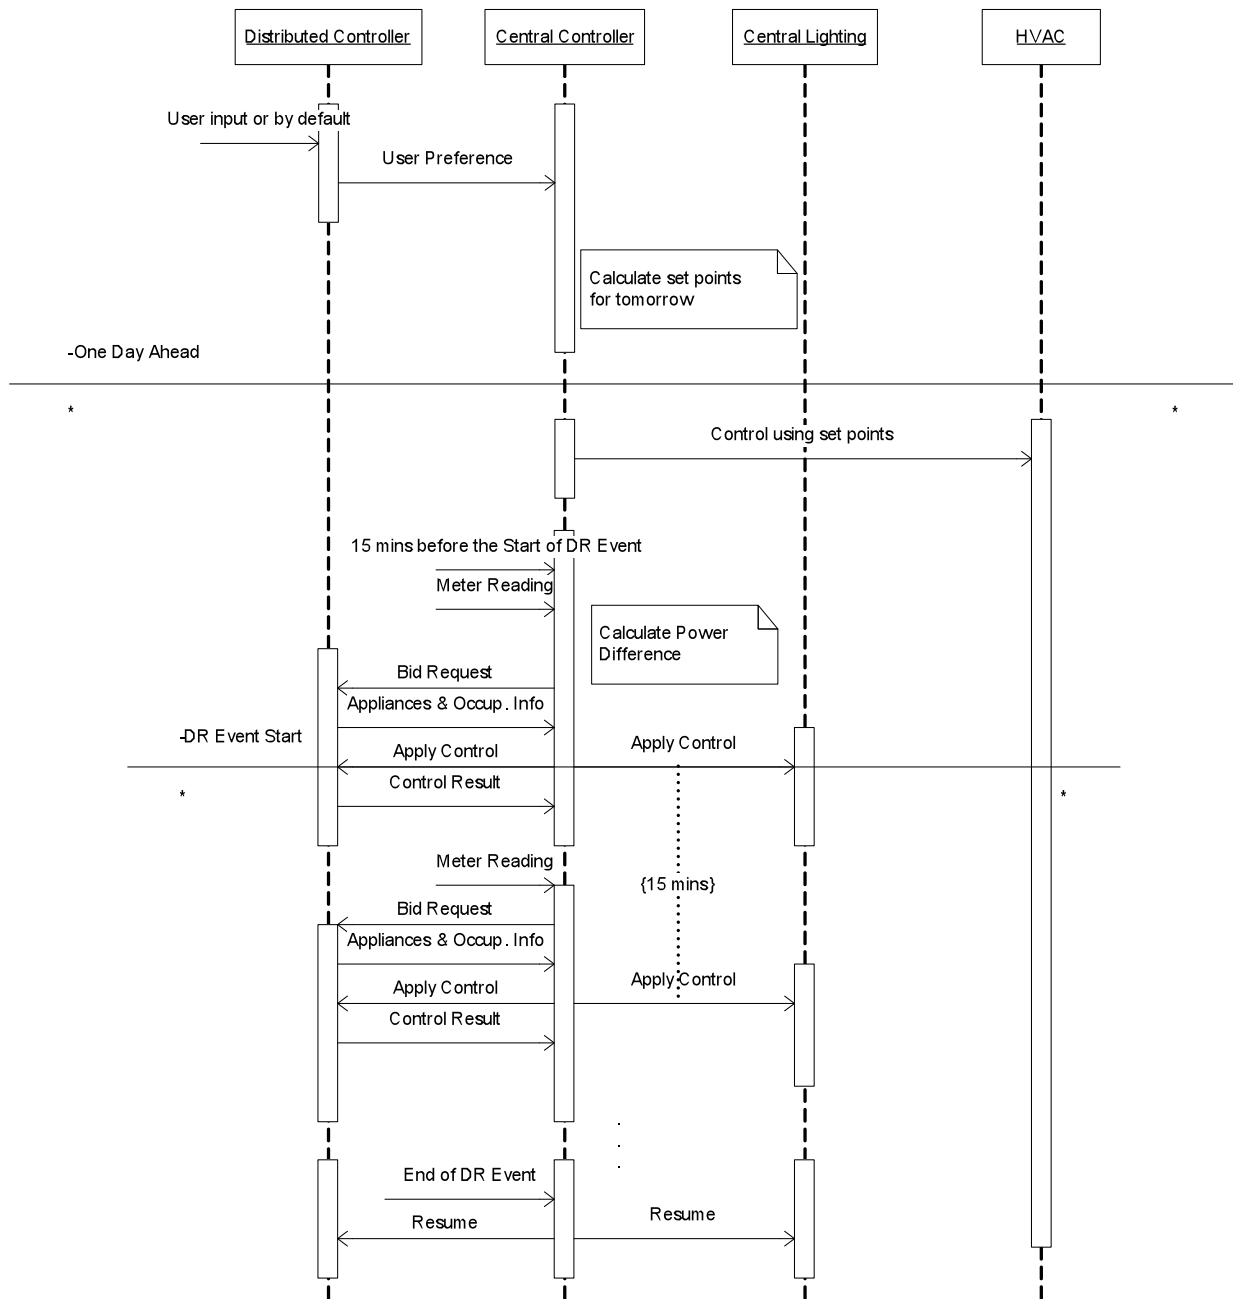 Distributed Controller
Central Controller
Central Lighting
HVAC
User input or by default
User Preference
Calculate set points
for tomorrow
-One Day Ahead
*
*
Control using set points
15 mins before the Start of DR Event
Meter Reading
Calculate Power
Difference
Bid Request
Appliances & Occup. Info
-DR Event Start
Apply Control
Apply Control
Control Result
*
*
Meter Reading
{15 mins}
Bid Request
Appliances & Occup. Info
Apply Control
Apply Control
Control Result
.
.
.
End of DR Event
Resume
Resume